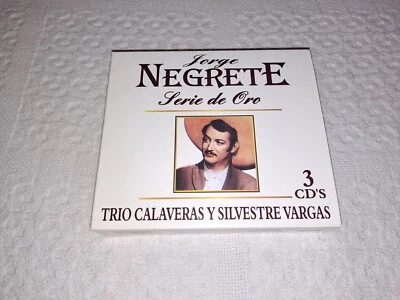 Jorge
NEGRETE
Serie de Oro
3
CD'S
TRIO CALAVERAS Y SILVESTRE VARGAS